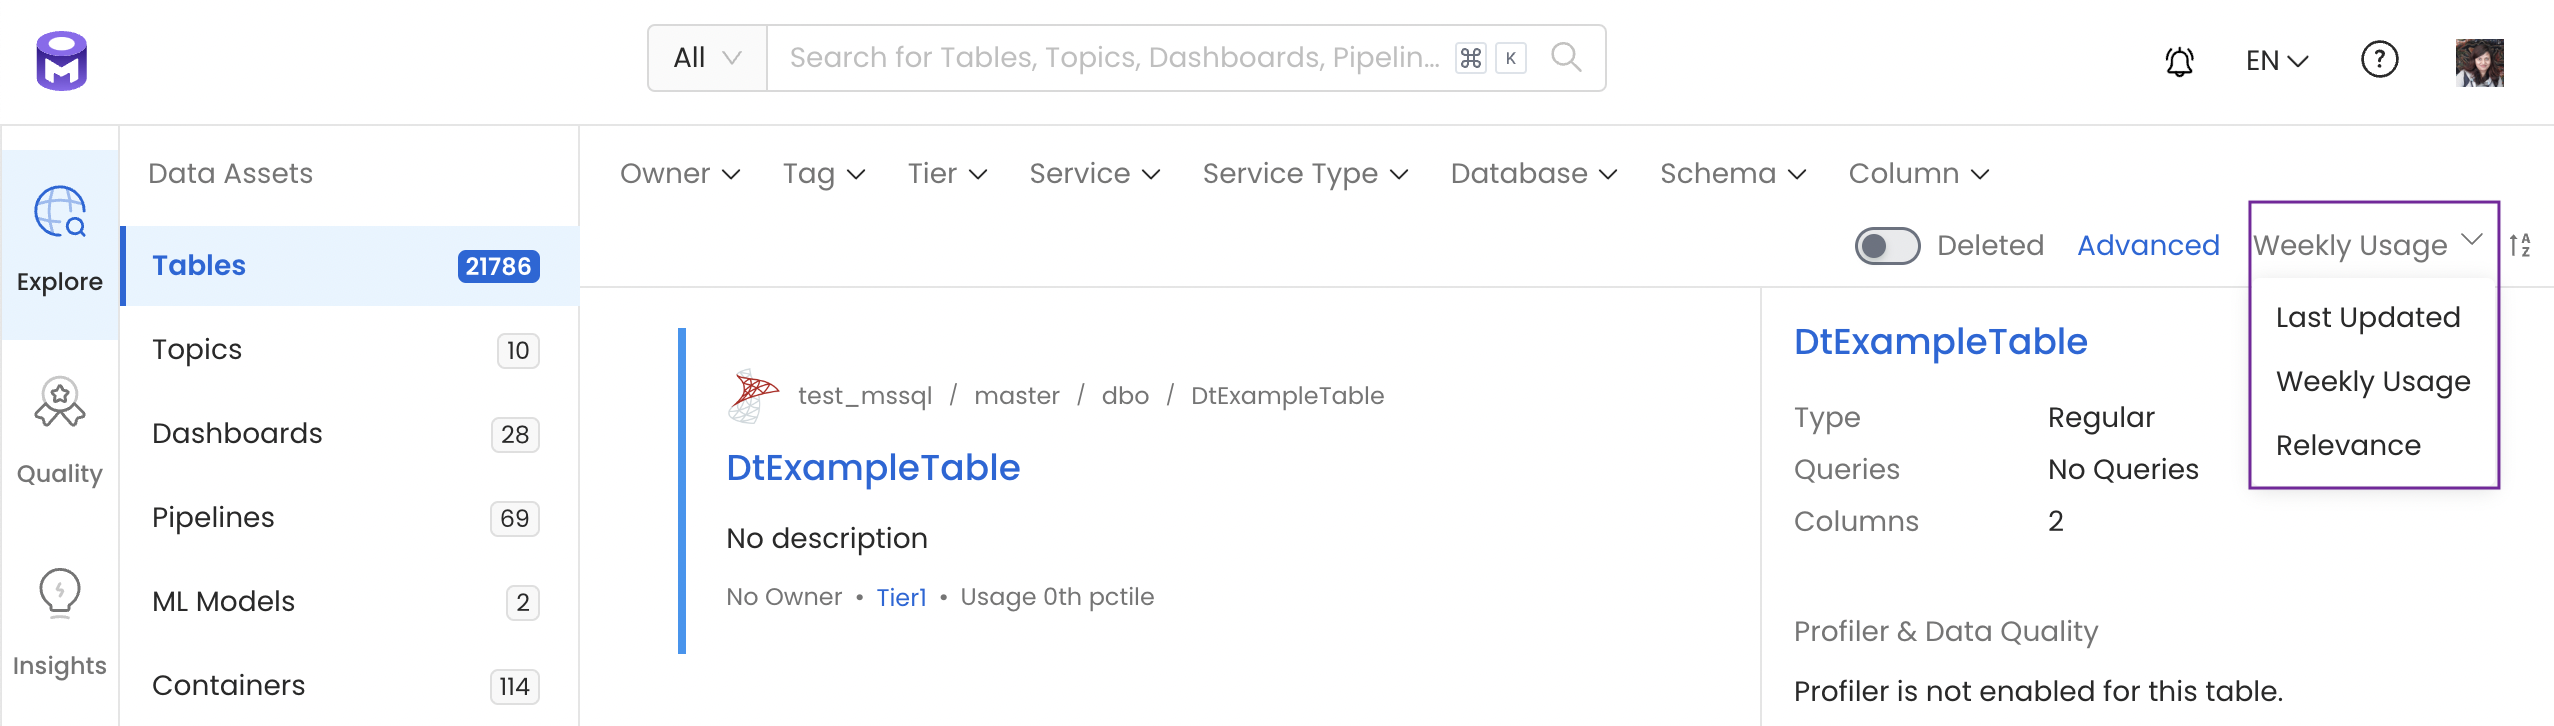 All
Search for Tables, Topics, Dashboards, Pipelin...
⌘ K
EN
?
Explore
Quality
Insights
Data Assets
Tables 21786
Topics 10
Dashboards 28
Pipelines 69
ML Models 2
Containers 114
Owner Tag Tier Service Service Type Database Schema Column
Deleted Advanced Weekly Usage AZ
Last Updated
Weekly Usage
Relevance
test_mssql / master / dbo / DtExampleTable
DtExampleTable
No description
No Owner • Tier1 • Usage 0th pctile
DtExampleTable
Type Regular
Queries No Queries
Columns 2
Profiler & Data Quality
Profiler is not enabled for this table.